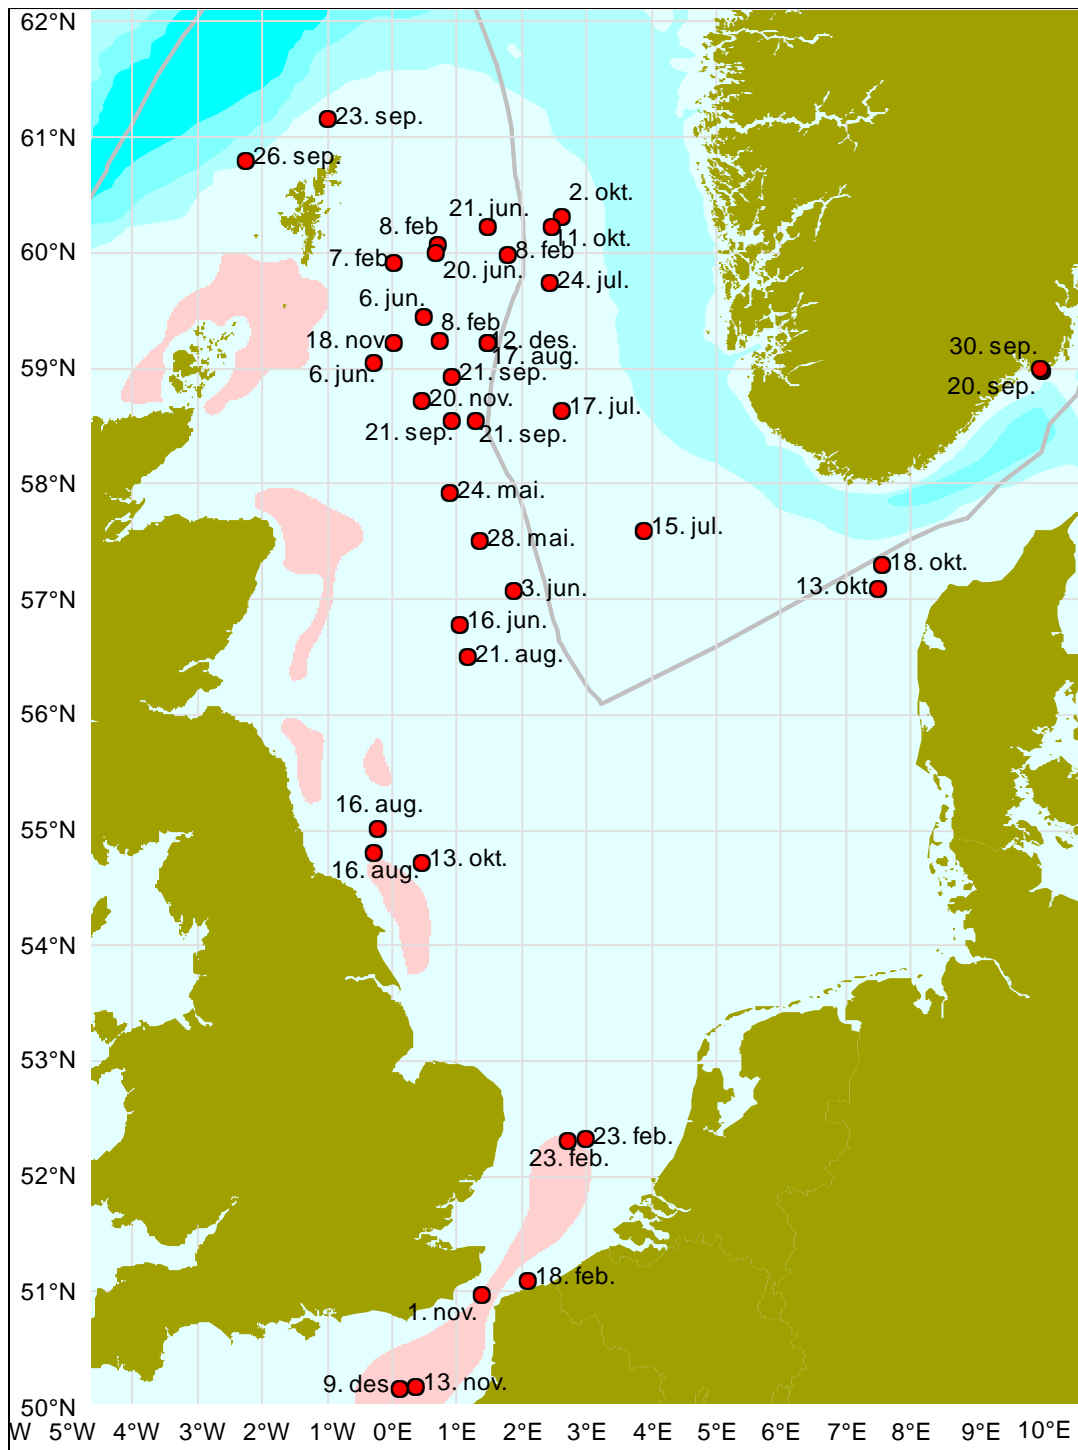 62°N
61°N
23. sep.
26. sep.
2. okt.
21. jun.
8. feb
11. okt.
8. feb
60°N
7. feb
20. jun.
24. jul.
6. jun.
8. feb
18. nov
12. des.
17. aug.
30. sep.
59°N
6. jun.
21. sep.
20. sep.
20. nov.
17. jul.
21. sep.
21. sep.
58°N
24. mai.
28. mai.
15. jul.
18. okt.
13. okt
57°N
3. jun.
16. jun.
21. aug.
56°N
16. aug.
55°N
13. okt.
16. aug.
54°N
53°N
23. feb.
23. feb.
52°N
18. feb.
51°N
1. nov.
9. des
13. nov.
50°N
W 5°W 4°W 3°W 2°W 1°W 0°W 1°E 2°E 3°E 4°E 5°E 6°E 7°E 8°E 9°E 10°E